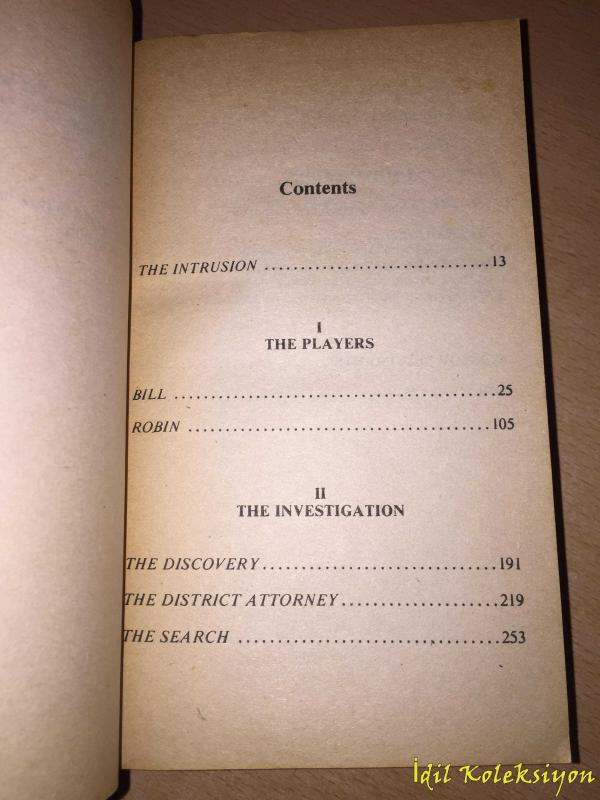 Contents
THE INTRUSION ...............................13
I
THE PLAYERS
BILL ............................................25
ROBIN ..........................................105
II
THE INVESTIGATION
THE DISCOVERY................................191
THE DISTRICT ATTORNEY.....................219
THE SEARCH ...................................253
İdil Koleksiyon